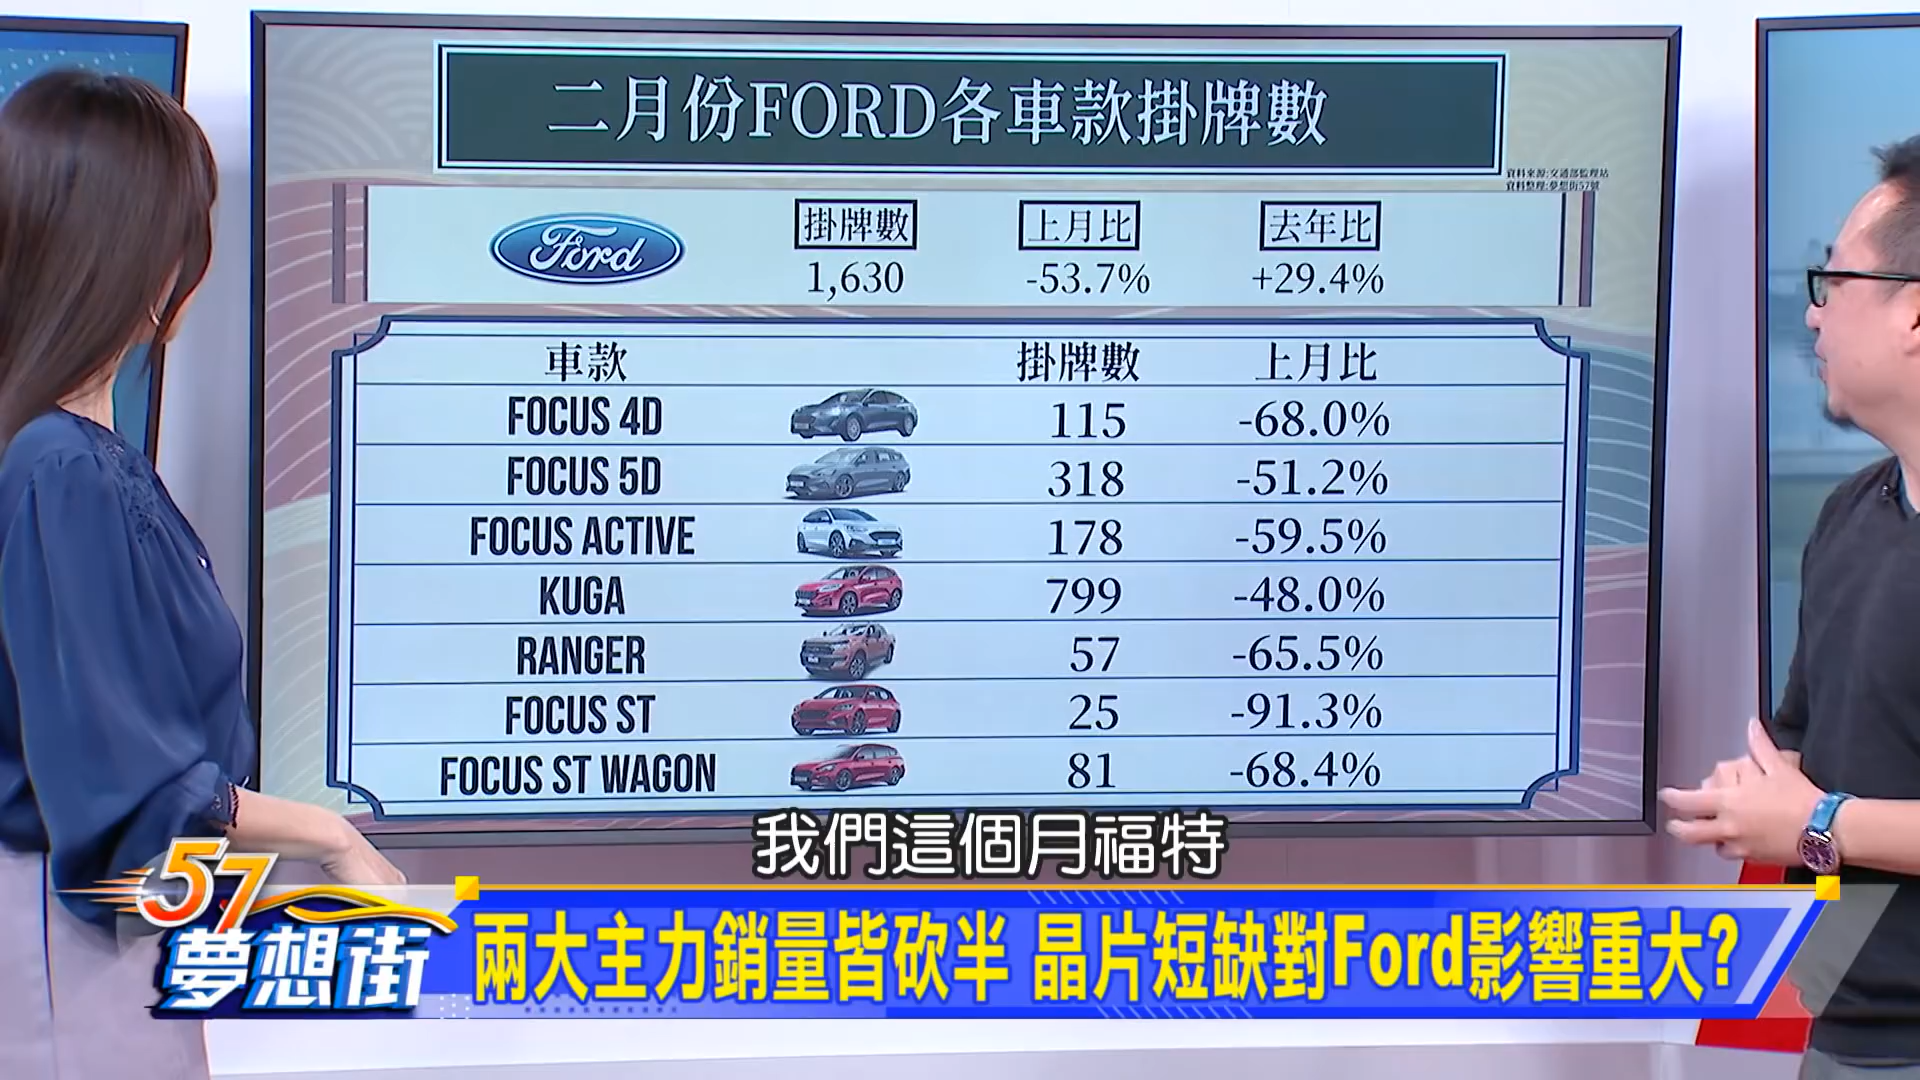 二月份FORD各車款掛牌數
資料來源:交通部監理站
資料整理:夢想街57號
Ford 掛牌數 上月比 去年比
1,630 -53.7% +29.4%
車款 掛牌數 上月比
FOCUS 4D 115 -68.0%
FOCUS 5D 318 -51.2%
FOCUS ACTIVE 178 -59.5%
KUGA 799 -48.0%
RANGER 57 -65.5%
FOCUS ST 25 -91.3%
FOCUS ST WAGON 81 -68.4%
我們這個月福特
57夢想街
兩大主力銷量皆砍半 晶片短缺對Ford影響重大?